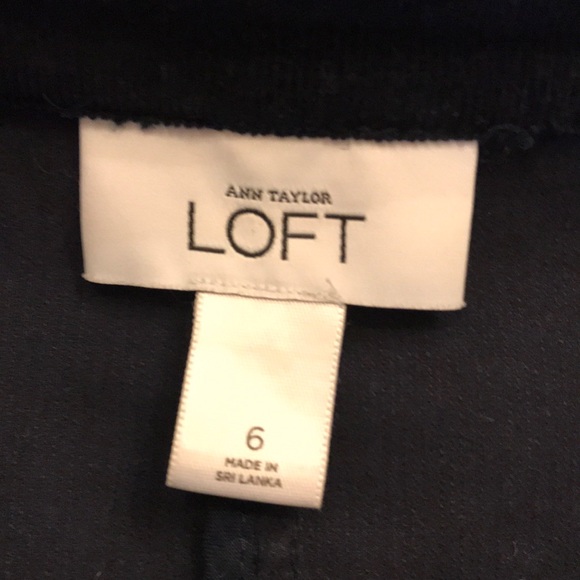 ANN TAYLOR
LOFT
6
MADE IN
SRI LANKA